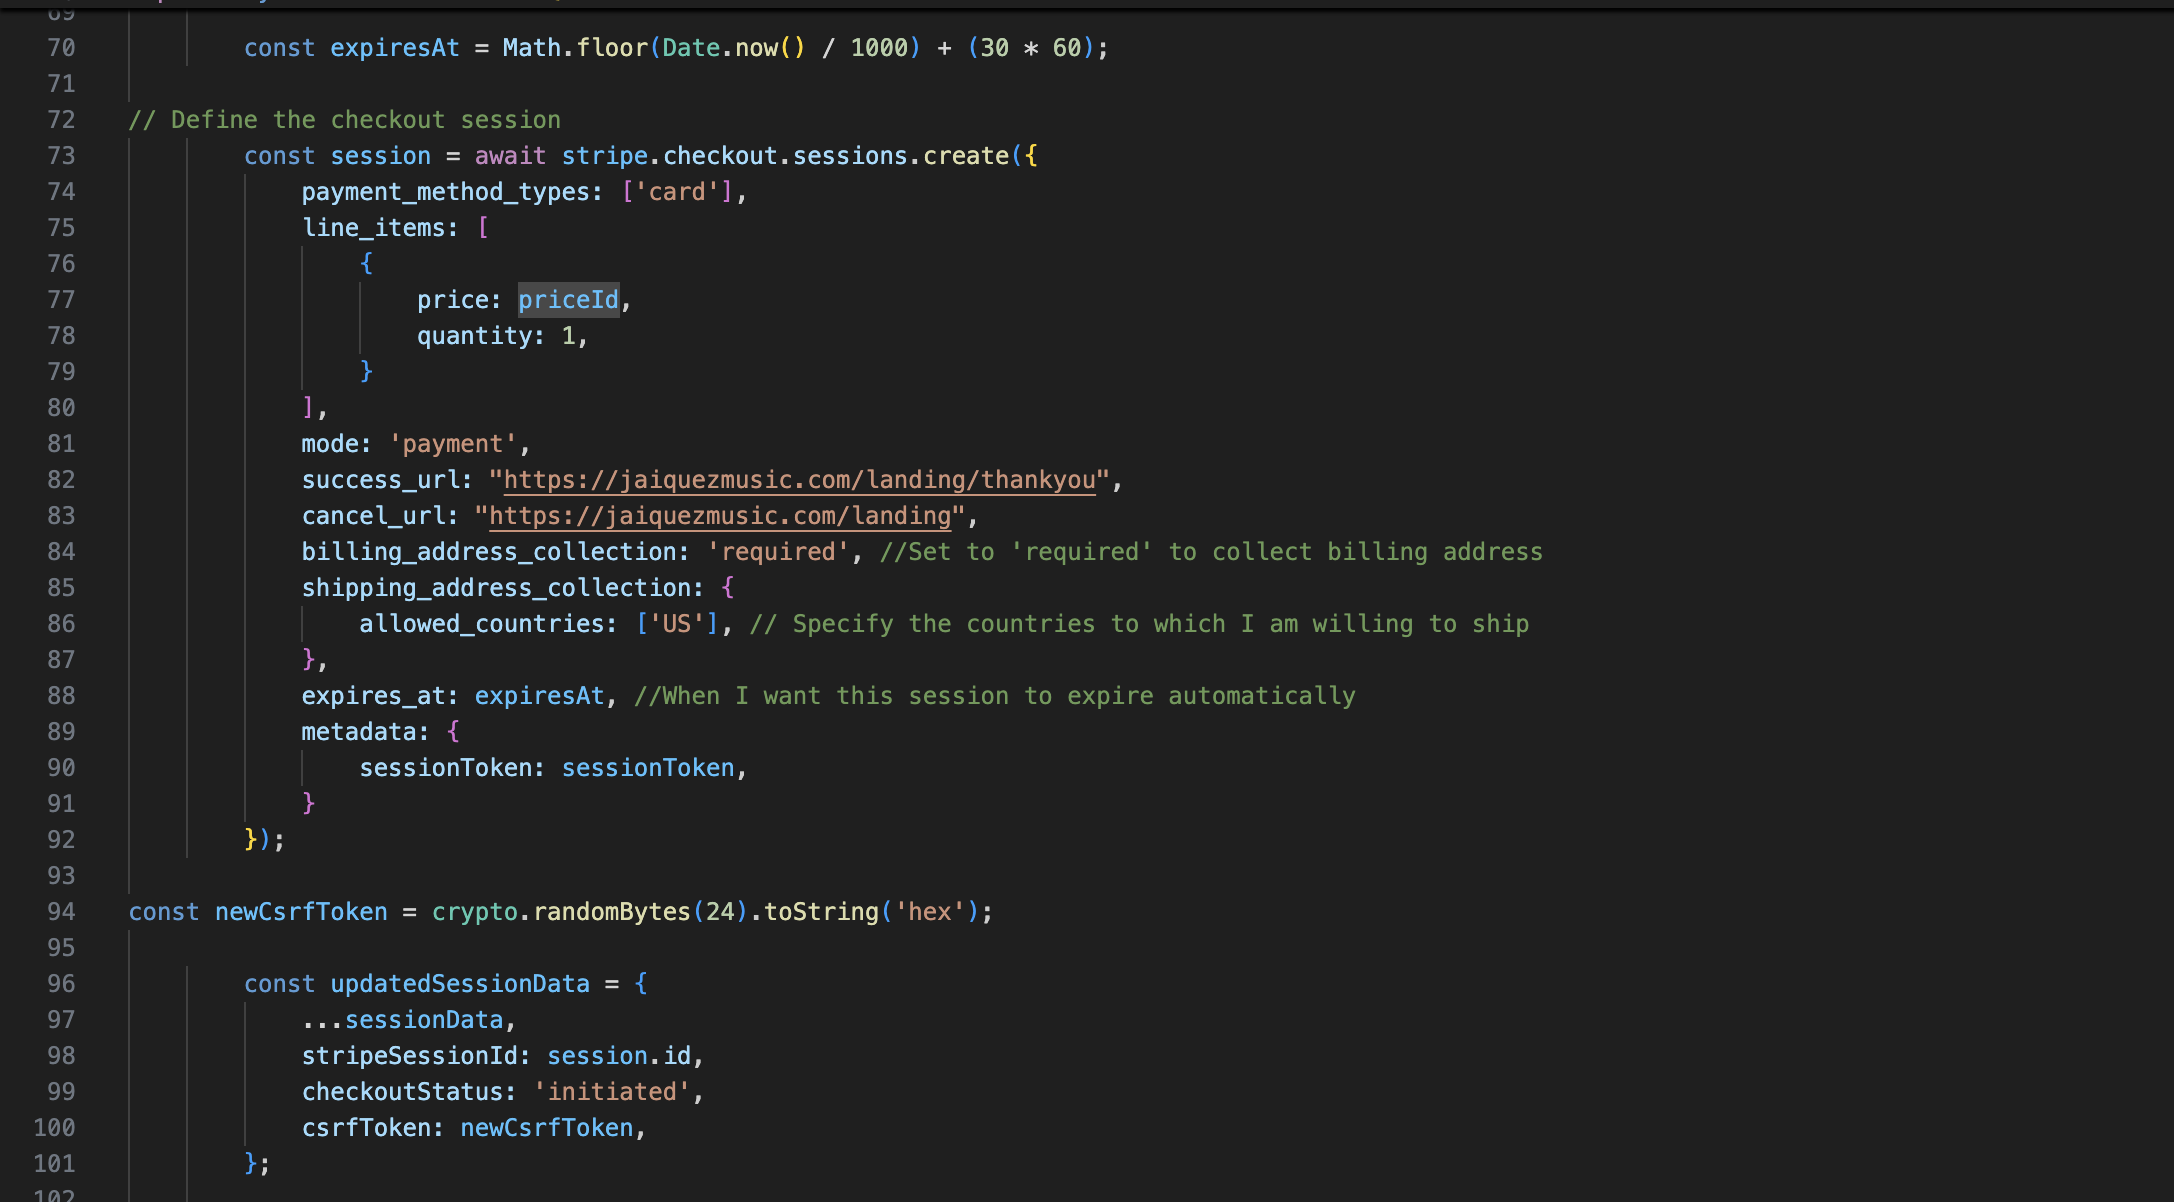 69
70 const expiresAt = Math.floor(Date.now() / 1000) + (30 * 60);
71
72 // Define the checkout session
73 const session = await stripe.checkout.sessions.create({
74 payment_method_types: ['card'],
75 line_items: [
76 {
77 price: priceId,
78 quantity: 1,
79 }
80 ],
81 mode: 'payment',
82 success_url: "https://jaiquezmusic.com/landing/thankyou",
83 cancel_url: "https://jaiquezmusic.com/landing",
84 billing_address_collection: 'required', //Set to 'required' to collect billing address
85 shipping_address_collection: {
86 allowed_countries: ['US'], // Specify the countries to which I am willing to ship
87 },
88 expires_at: expiresAt, //When I want this session to expire automatically
89 metadata: {
90 sessionToken: sessionToken,
91 }
92 });
93
94 const newCsrfToken = crypto.randomBytes(24).toString('hex');
95
96 const updatedSessionData = {
97 ...sessionData,
98 stripeSessionId: session.id,
99 checkoutStatus: 'initiated',
100 csrfToken: newCsrfToken,
101 };
102